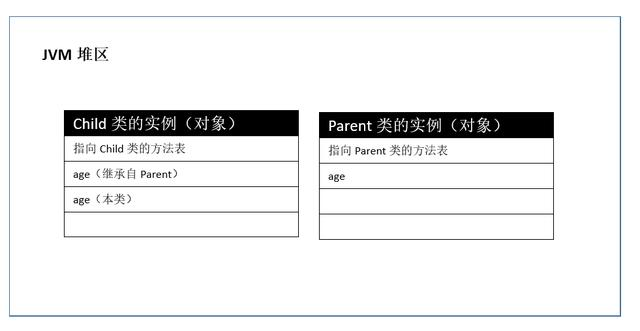 JVM 堆区
Child 类的实例（对象）
指向 Child 类的方法表
age（继承自 Parent）
age（本类）
Parent 类的实例（对象）
指向 Parent 类的方法表
age